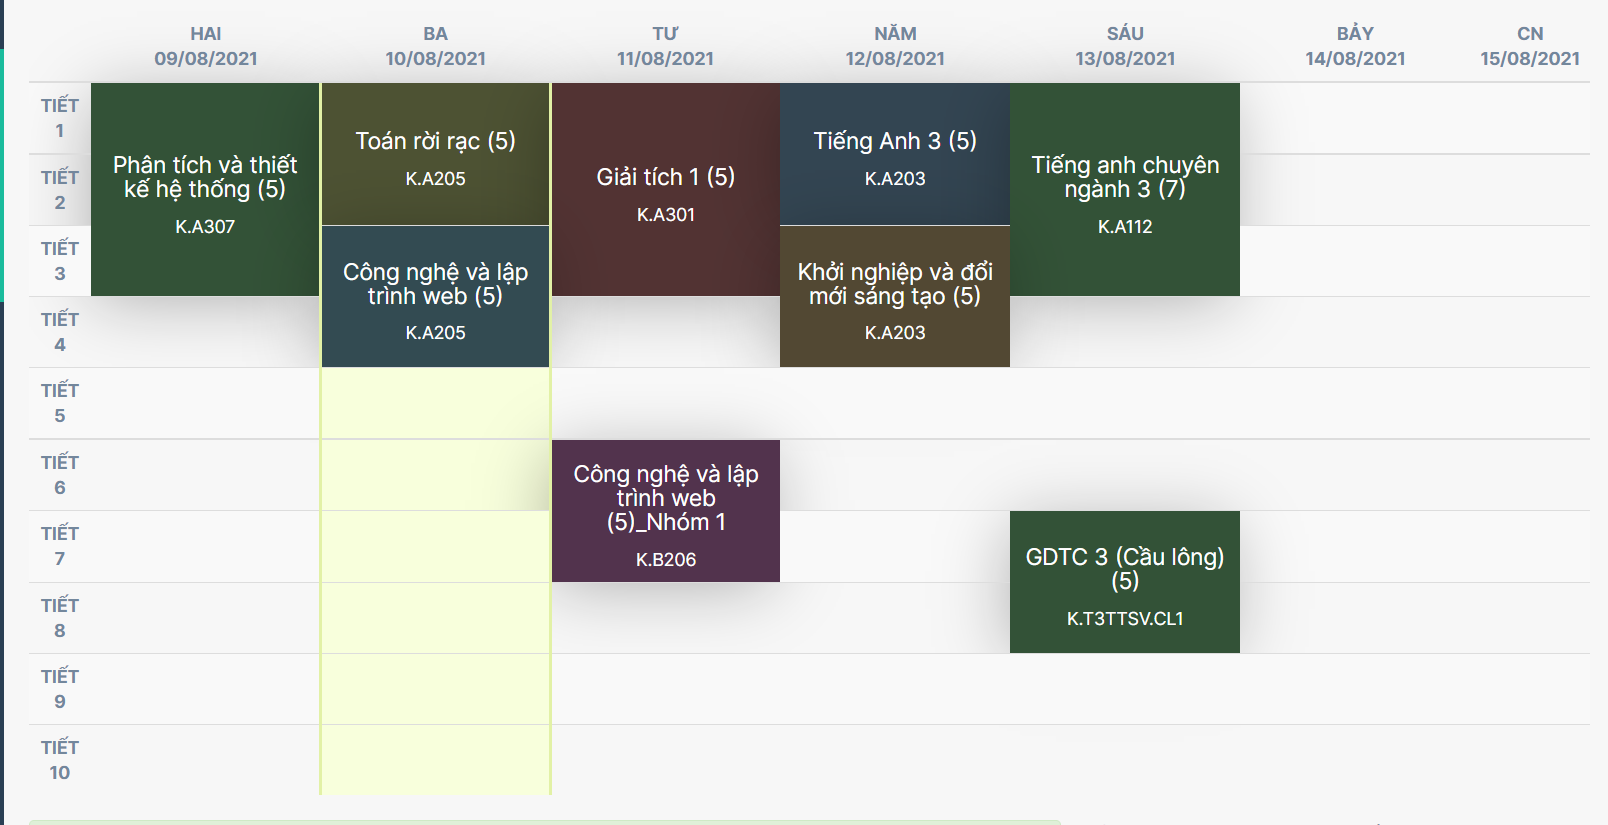 HAI
09/08/2021
BA
10/08/2021
TƯ
11/08/2021
NĂM
12/08/2021
SÁU
13/08/2021
BẢY
14/08/2021
CN
15/08/2021
TIẾT
1
TIẾT
2
TIẾT
3
TIẾT
4
TIẾT
5
TIẾT
6
TIẾT
7
TIẾT
8
TIẾT
9
TIẾT
10
Phân tích và thiết
kế hệ thống (5)
K.A307
Toán rời rạc (5)
K.A205
Công nghệ và lập
trình web (5)
K.A205
Giải tích 1 (5)
K.A301
Công nghệ và lập
trình web
(5)_Nhóm 1
K.B206
Tiếng Anh 3 (5)
K.A203
Khởi nghiệp và đổi
mới sáng tạo (5)
K.A203
Tiếng anh chuyên
ngành 3 (7)
K.A112
GDTC 3 (Cầu lông)
(5)
K.T3TTSV.CL1